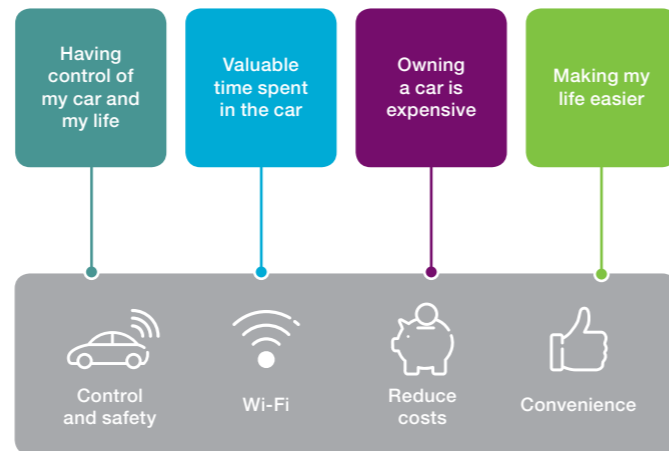 Having
control of
my car and
my life
Valuable
time spent
in the car
Owning
a car is
expensive
Making my
life easier
Control
and safety
Wi-Fi
Reduce
costs
Convenience